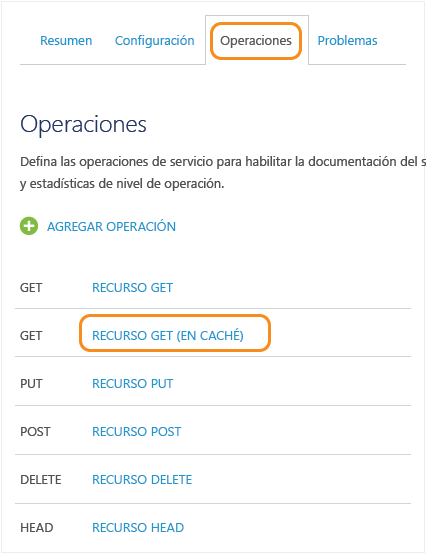 Resumen Configuración Operaciones Problemas
Operaciones
Defina las operaciones de servicio para habilitar la documentación del s
y estadísticas de nivel de operación.
AGREGAR OPERACIÓN
GET RECURSO GET
GET RECURSO GET (EN CACHÉ)
PUT RECURSO PUT
POST RECURSO POST
DELETE RECURSO DELETE
HEAD RECURSO HEAD